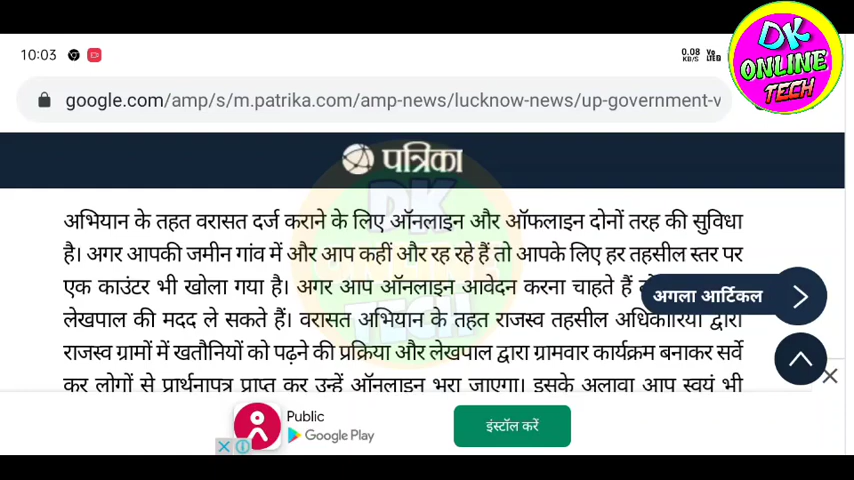 10:03
0.08 KB/S
Vo LTE
DK
ONLINE
TECH
google.com/amp/s/m.patrika.com/amp-news/lucknow-news/up-government-v
पत्रिका
DK
ONLINE
TECH
अभियान के तहत वरासत दर्ज कराने के लिए ऑनलाइन और ऑफलाइन दोनों तरह की सुविधा
है। अगर आपकी जमीन गांव में और आप कहीं और रह रहे हैं तो आपके लिए हर तहसील स्तर पर
एक काउंटर भी खोला गया है। अगर आप ऑनलाइन आवेदन करना चाहते हैं
अगला आर्टिकल
लेखपाल की मदद ले सकते हैं। वरासत अभियान के तहत राजस्व तहसील अधिकारियों द्वारा
राजस्व ग्रामों में खतौनियों को पढ़ने की प्रक्रिया और लेखपाल द्वारा ग्रामवार कार्यक्रम बनाकर सर्वे
कर लोगों से प्रार्थनापत्र प्राप्त कर उन्हें ऑनलाइन भरा जाएगा। इसके अलावा आप स्वयं भी
Public
Google Play
इंस्टॉल करें